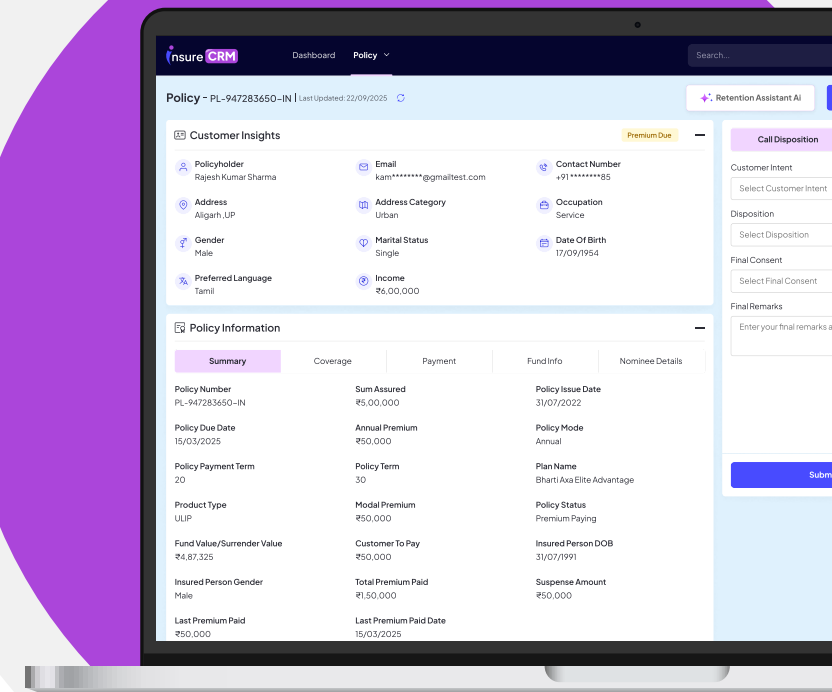 insure CRM
Dashboard
Policy
Search...
Policy - PL-947283650-IN | Last Updated: 22/09/2025
Retention Assistant Ai
Customer Insights
Premium Due
Policyholder
Rajesh Kumar Sharma
Email
kam********@gmailtest.com
Contact Number
+91********85
Address
Aligarh ,UP
Address Category
Urban
Occupation
Service
Gender
Male
Marital Status
Single
Date Of Birth
17/09/1954
Preferred Language
Tamil
Income
₹6,00,000
Policy Information
Summary
Coverage
Payment
Fund Info
Nominee Details
Policy Number
PL-947283650-IN
Sum Assured
₹5,00,000
Policy Issue Date
31/07/2022
Policy Due Date
15/03/2025
Annual Premium
₹50,000
Policy Mode
Annual
Policy Payment Term
20
Policy Term
30
Plan Name
Bharti Axa Elite Advantage
Product Type
ULIP
Modal Premium
₹50,000
Policy Status
Premium Paying
Fund Value/Surrender Value
₹4,87,325
Customer To Pay
₹50,000
Insured Person DOB
31/07/1991
Insured Person Gender
Male
Total Premium Paid
₹1,50,000
Suspense Amount
₹50,000
Last Premium Paid
₹50,000
Last Premium Paid Date
15/03/2025
Call Disposition
Customer Intent
Select Customer Intent
Disposition
Select Disposition
Final Consent
Select Final Consent
Final Remarks
Enter your final remarks a
Subm